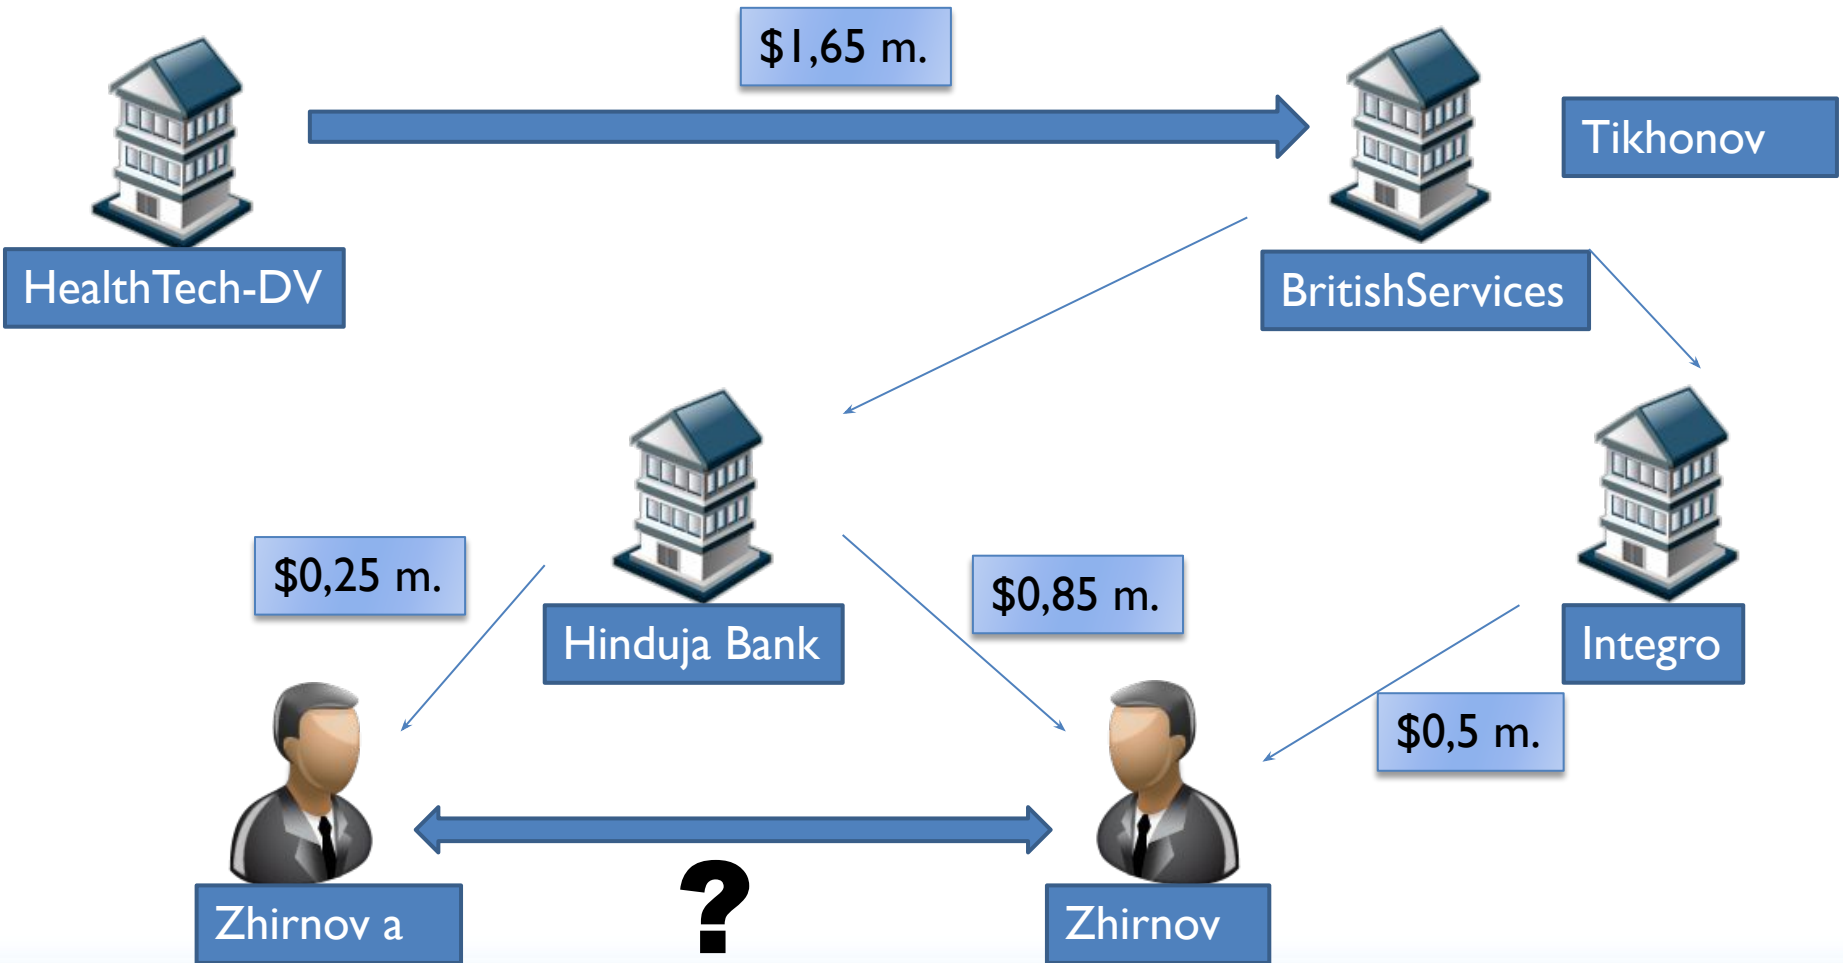 $1,65 m.
Tikhonov
HealthTech-DV
BritishServices
$0,25 m.
$0,85 m.
Hinduja Bank
Integro
$0,5 m.
?
Zhirnov a
Zhirnov